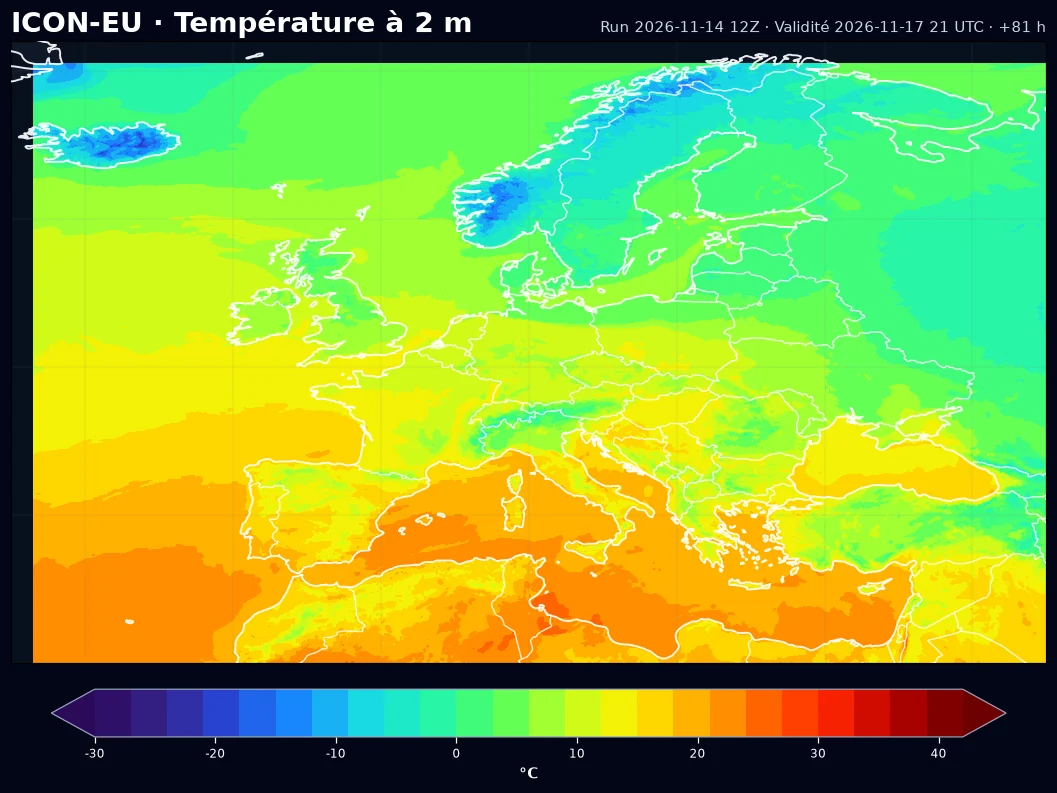 ICON-EU · Température à 2 m
Run 2026-11-14 12Z · Validité 2026-11-17 21 UTC · +81 h
-30 -20 -10 0 10 20 30 40
°C